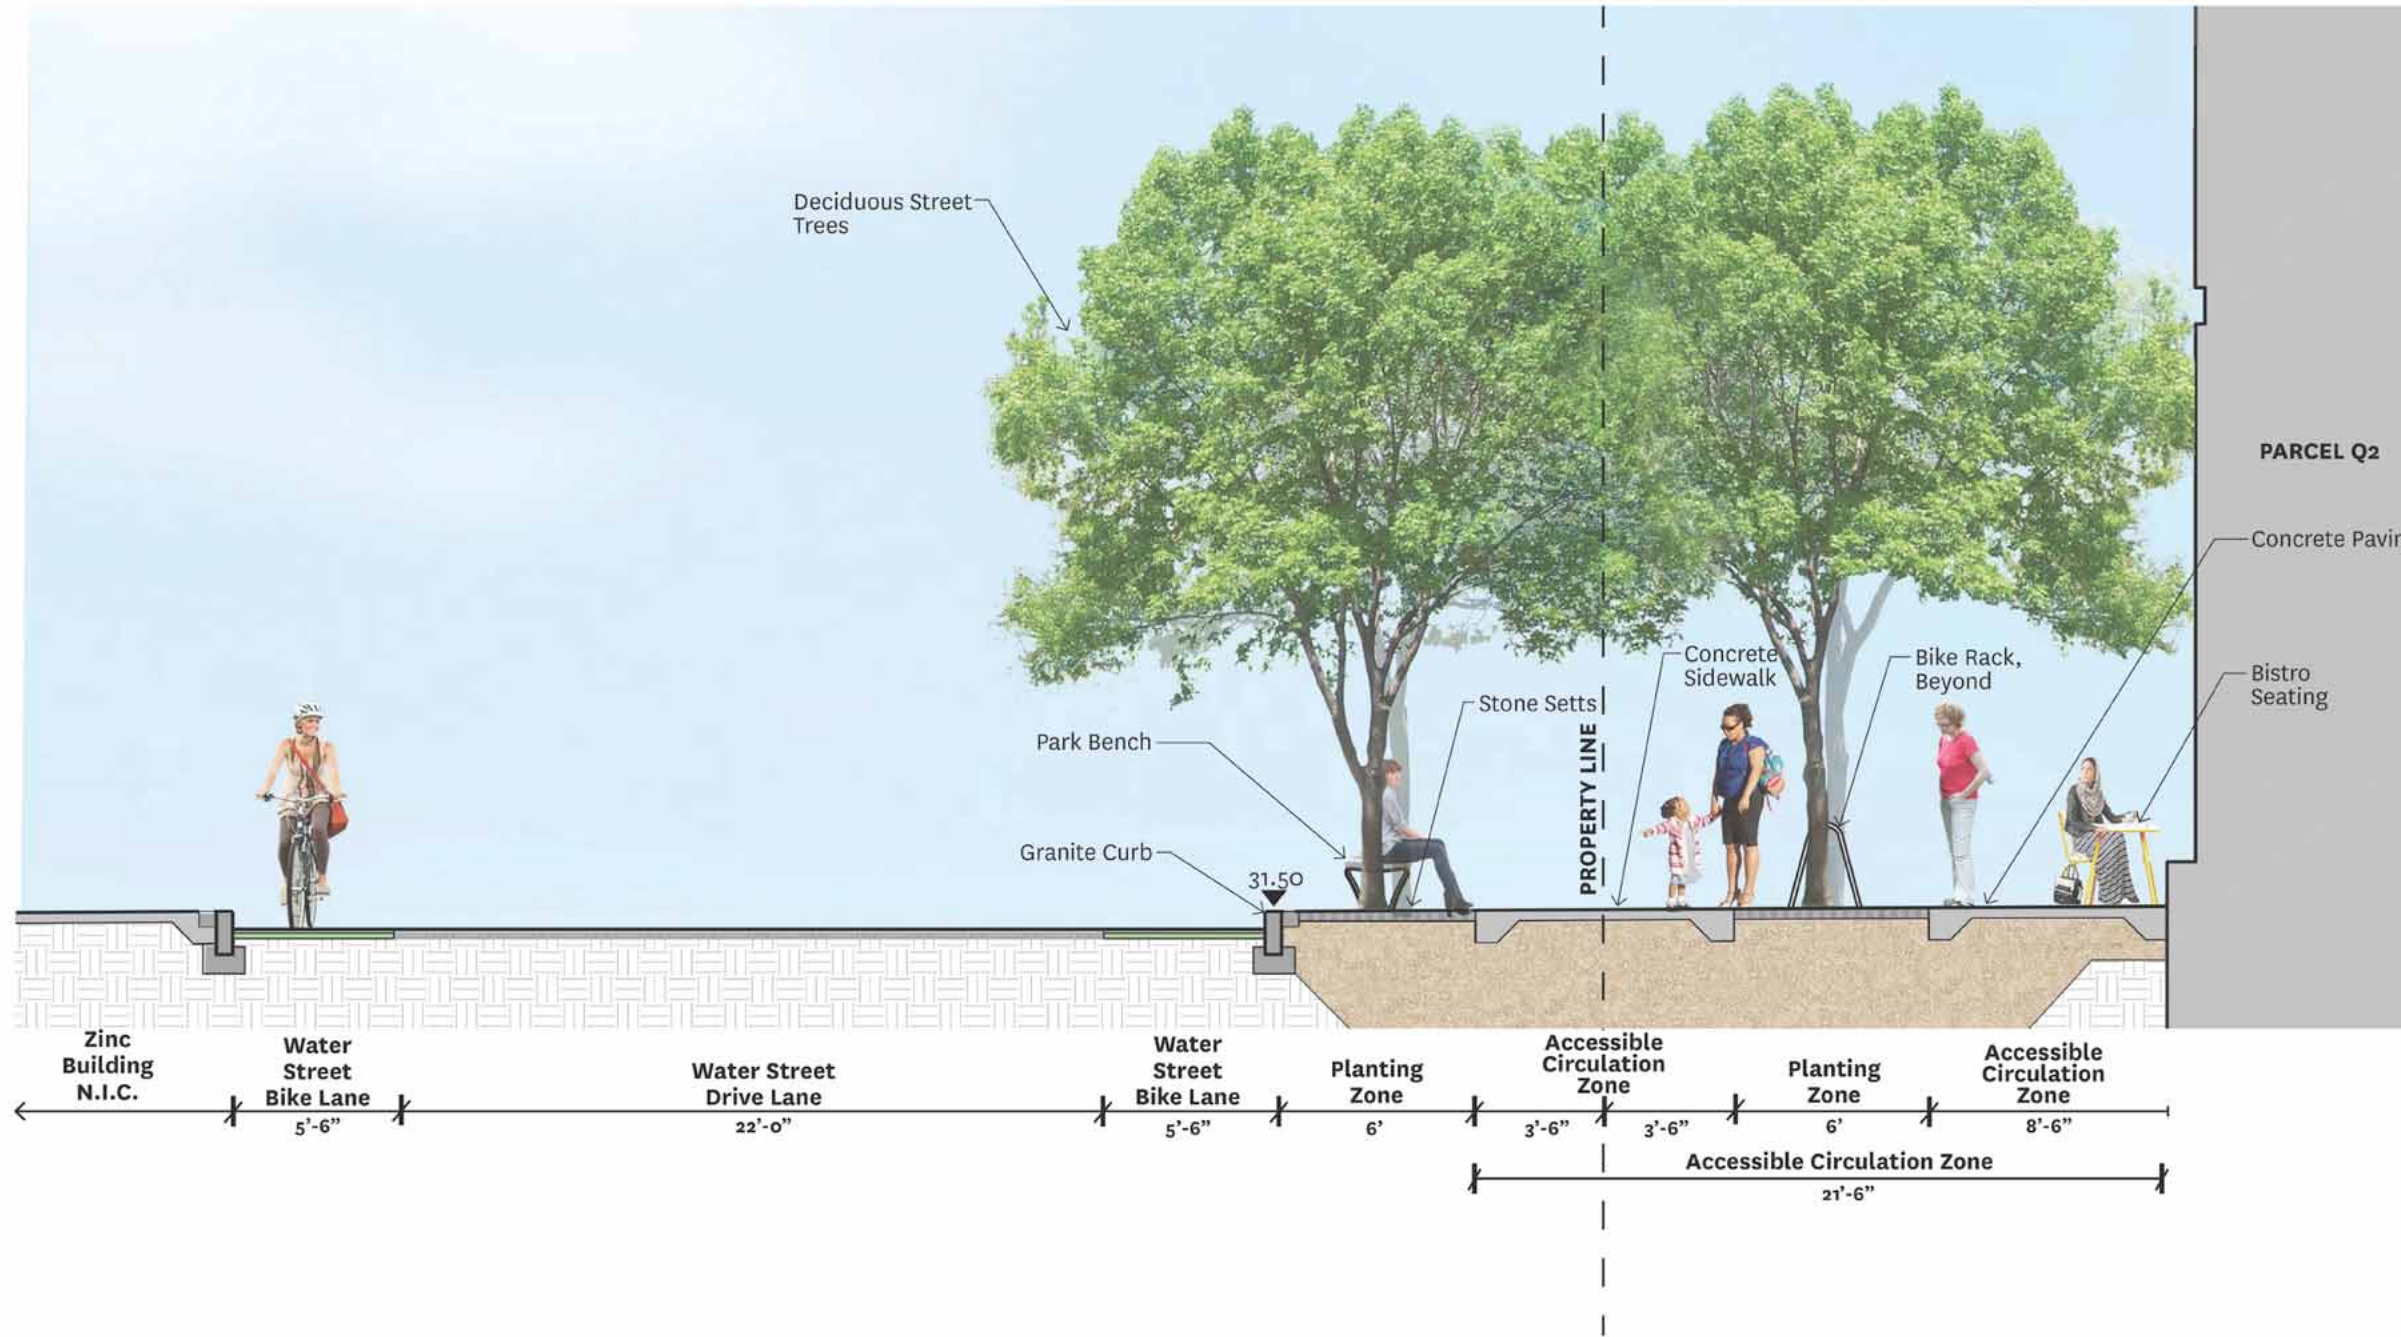 Deciduous Street
Trees
PARCEL Q2
Concrete Pavin
Concrete
Sidewalk
Bike Rack,
Beyond
Bistro
Seating
Stone Setts
Park Bench
PROPERTY LINE
Granite Curb
31.50
Zinc
Building
N.I.C.
Water
Street
Bike Lane
5'-6"
Water Street
Drive Lane
22'-0"
Water
Street
Bike Lane
5'-6"
Planting
Zone
6'
Accessible
Circulation
Zone
3'-6"
3'-6"
Planting
Zone
6'
Accessible
Circulation
Zone
8'-6"
Accessible Circulation Zone
21'-6"